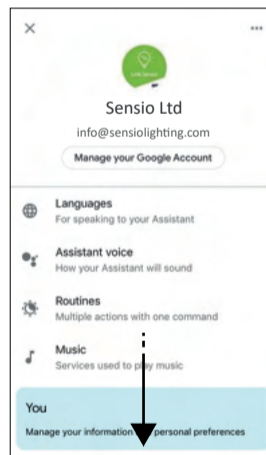 Sensio Ltd
info@sensiolighting.com
Manage your Google Account
Languages
For speaking to your Assistant
Assistant voice
How your Assistant will sound
Routines
Multiple actions with one command
Music
Services used to play music
You
Manage your information personal preferences